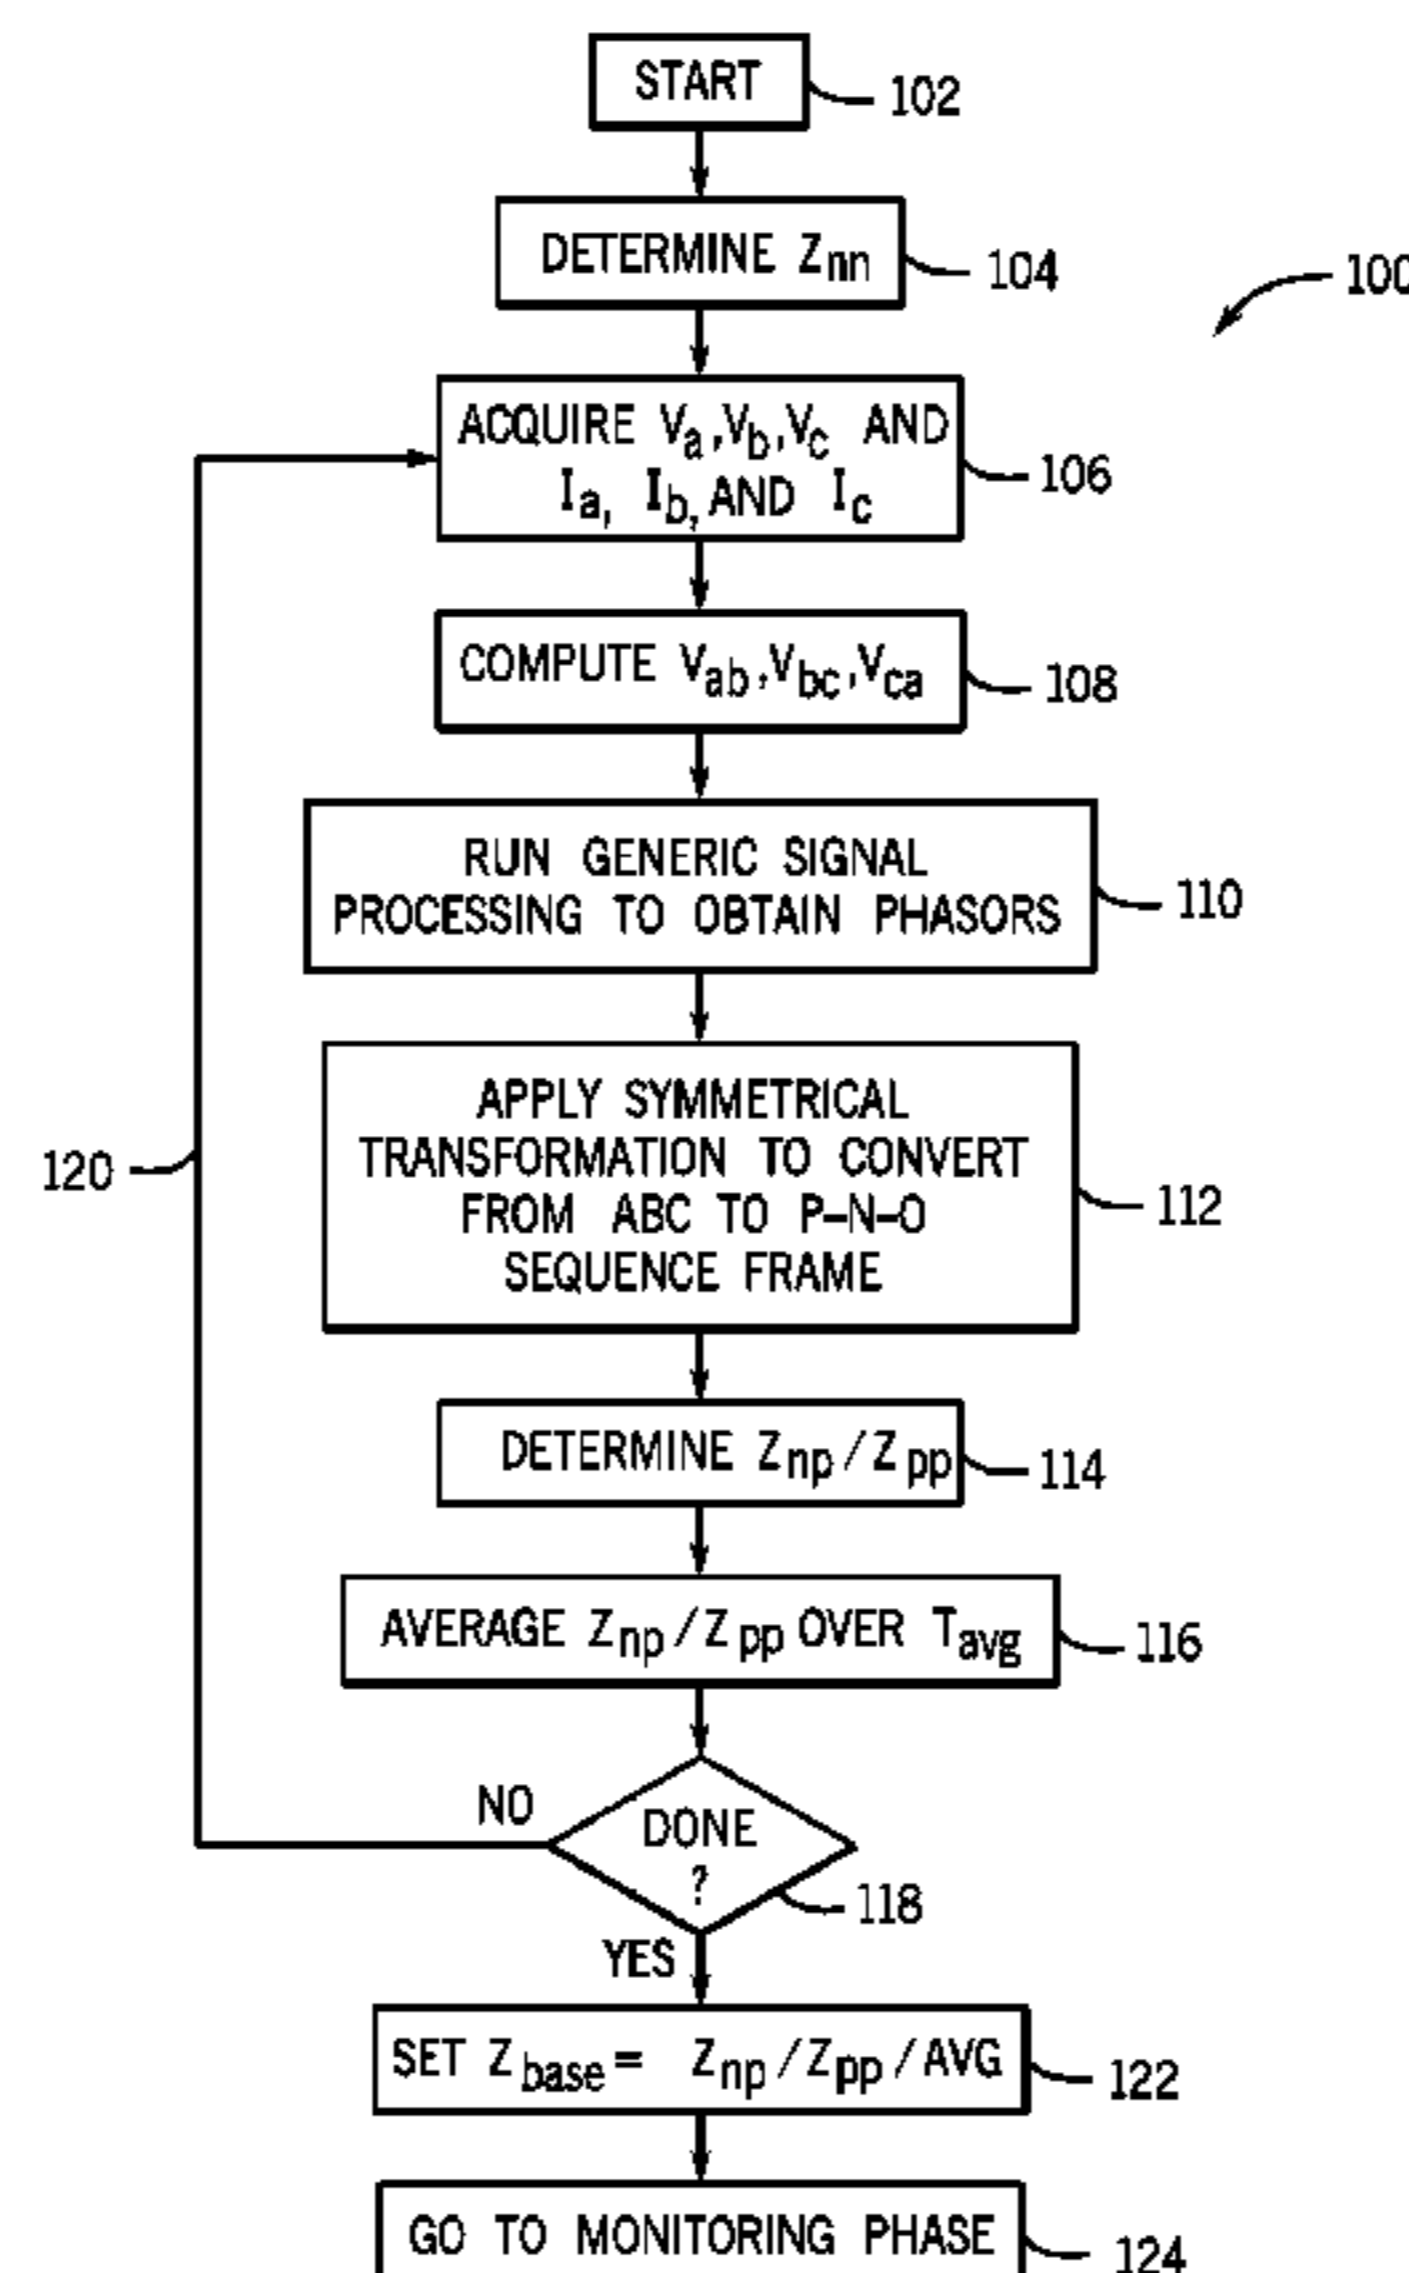 START
102
DETERMINE Znn
104
100
ACQUIRE Va,Vb,Vc AND
Ia, Ib, AND Ic
106
COMPUTE Vab,Vbc,Vca
108
RUN GENERIC SIGNAL
PROCESSING TO OBTAIN PHASORS
110
APPLY SYMMETRICAL
TRANSFORMATION TO CONVERT
FROM ABC TO P-N-O
SEQUENCE FRAME
112
120
DETERMINE Znp/Zpp
114
AVERAGE Znp/Zpp OVER Tavg
116
NO
DONE
?
118
YES
SET Zbase= Znp/Zpp/AVG
122
GO TO MONITORING PHASE
124